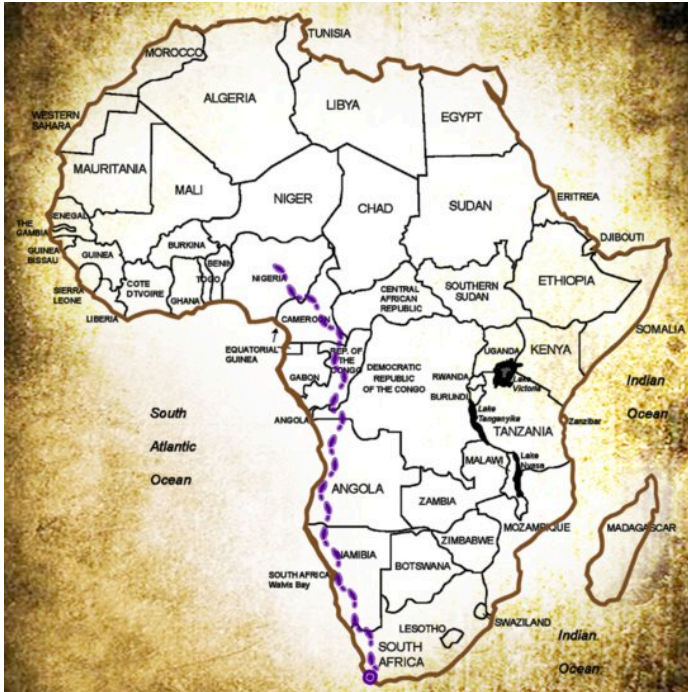 TUNISIA
MOROCCO
ALGERIA
LIBYA
EGYPT
WESTERN
SAHARA
MAURITANIA
MALI
NIGER
CHAD
SUDAN
ERITREA
DJIBOUTI
SENEGAL
THE
GAMBIA
GUINEA
BISSAU
GUINEA
SIERRA
LEONE
LIBERIA
COTE
D'TVOIRE
BURKINA
GHANA
TOGO
BENIN
NIGERIA
CAMEROON
CENTRAL
AFRICAN
REPUBLIC
SOUTHERN
SUDAN
ETHIOPIA
SOMALIA
EQUATORIAL
GUINEA
GABON
REP. OF
THE
CONGO
DEMOCRATIC
REPUBLIC
OF THE CONGO
UGANDA
KENYA
RWANDA
BURUNDI
Lake
Victoria
Lake
Tanganyika
TANZANIA
Zanzibar
Indian
Ocean
South
Atlantic
Ocean
ANGOLA
ANGOLA
ZAMBIA
MALAWI
Lake
Nyasa
MOZAMBIQUE
MADAGASCAR
ZIMBABWE
NAMIBIA
BOTSWANA
SOUTH AFRICA
Walvis Bay
SWAZILAND
LESOTHO
SOUTH
AFRICA
Indian
Ocean